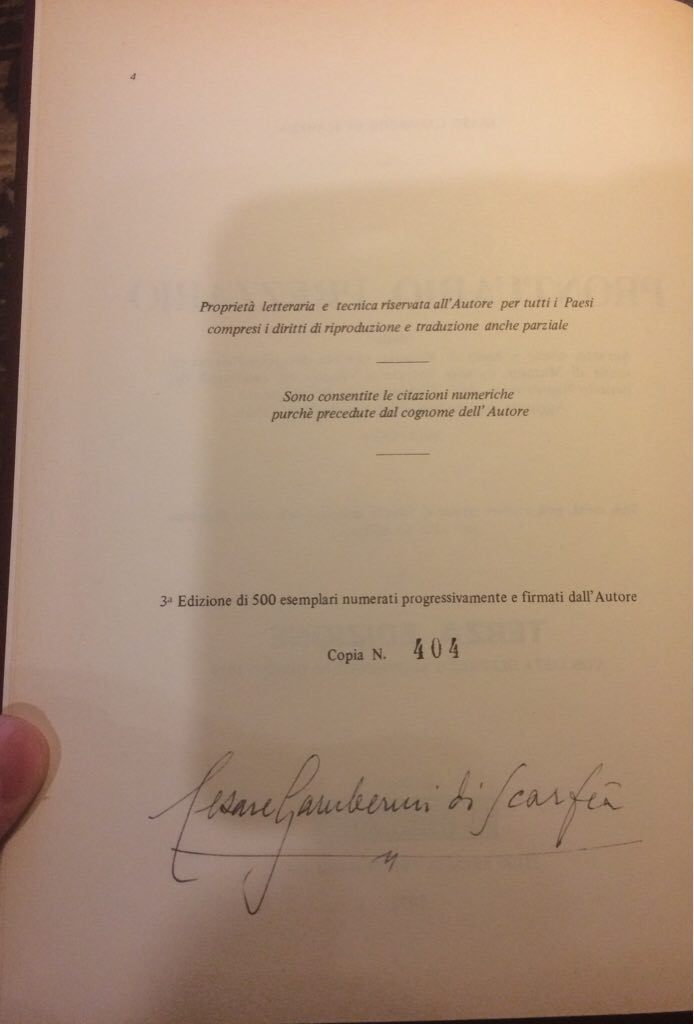 4
Proprietà letteraria e tecnica riservata all'Autore per tutti i Paesi
compresi i diritti di riproduzione e traduzione anche parziale
Sono consentite le citazioni numeriche
purchè precedute dal cognome dell'Autore
3ª Edizione di 500 esemplari numerati progressivamente e firmati dall'Autore
Copia N. 404
Cesare Gamberini di Scarfèa